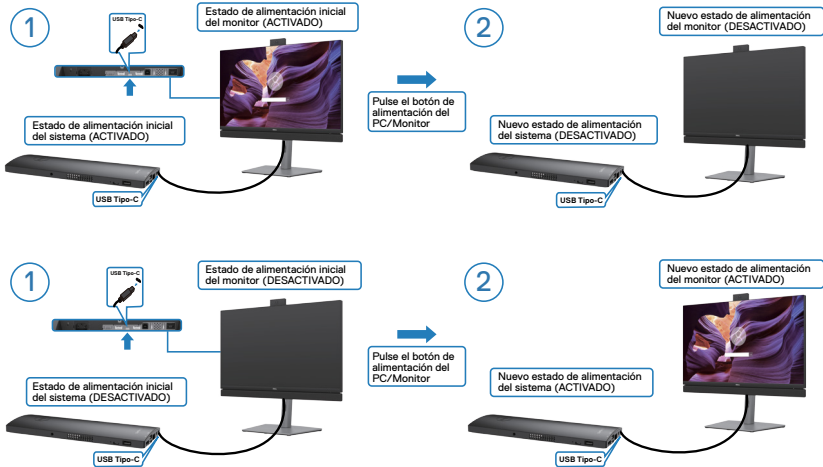 1
USB Tipo-C
Estado de alimentación inicial
del monitor (ACTIVADO)
Estado de alimentación inicial
del sistema (ACTIVADO)
USB Tipo-C
Pulse el botón de
alimentación del
PC/Monitor
2
Nuevo estado de alimentación
del monitor (DESACTIVADO)
Nuevo estado de alimentación
del sistema (DESACTIVADO)
USB Tipo-C
1
USB Tipo-C
Estado de alimentación inicial
del monitor (DESACTIVADO)
Estado de alimentación inicial
del sistema (DESACTIVADO)
USB Tipo-C
Pulse el botón de
alimentación del
PC/Monitor
2
Nuevo estado de alimentación
del monitor (ACTIVADO)
Nuevo estado de alimentación
del sistema (ACTIVADO)
USB Tipo-C